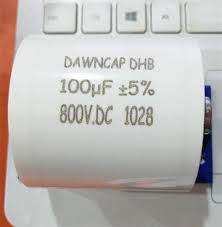 DAWNCAP DHB
100µF ±5%
800V.DC 1028